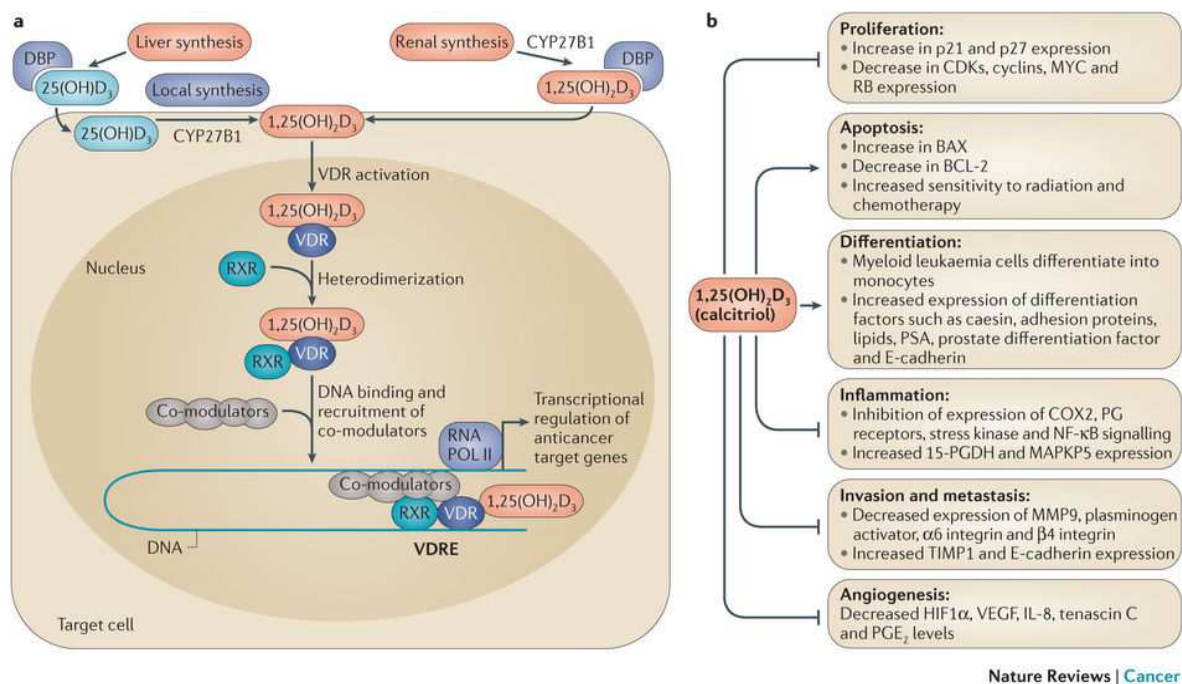 a
Liver synthesis
DBP
25(OH)D₃
Local synthesis
25(OH)D₃
CYP27B1
Renal synthesis
CYP27B1
DBP
1,25(OH)₂D₃
1,25(OH)₂D₃
VDR activation
1,25(OH)₂D₃
VDR
Nucleus
RXR
Heterodimerization
1,25(OH)₂D₃
RXR
VDR
Co-modulators
DNA binding and
recruitment of
co-modulators
RNA
POL II
Transcriptional
regulation of
anticancer
target genes
Co-modulators
RXR
VDR
1,25(OH)₂D₃
DNA
VDRE
Target cell
b
1,25(OH)₂D₃
(calcitriol)
Proliferation:
• Increase in p21 and p27 expression
• Decrease in CDKs, cyclins, MYC and
RB expression
Apoptosis:
• Increase in BAX
• Decrease in BCL-2
• Increased sensitivity to radiation and
chemotherapy
Differentiation:
• Myeloid leukaemia cells differentiate into
monocytes
• Increased expression of differentiation
factors such as caesin, adhesion proteins,
lipids, PSA, prostate differentiation factor
and E-cadherin
Inflammation:
• Inhibition of expression of COX2, PG
receptors, stress kinase and NF-κB signalling
• Increased 15-PGDH and MAPKP5 expression
Invasion and metastasis:
• Decreased expression of MMP9, plasminogen
activator, α6 integrin and β4 integrin
• Increased TIMP1 and E-cadherin expression
Angiogenesis:
Decreased HIF1α, VEGF, IL-8, tenascin C
and PGE₂ levels
Nature Reviews | Cancer